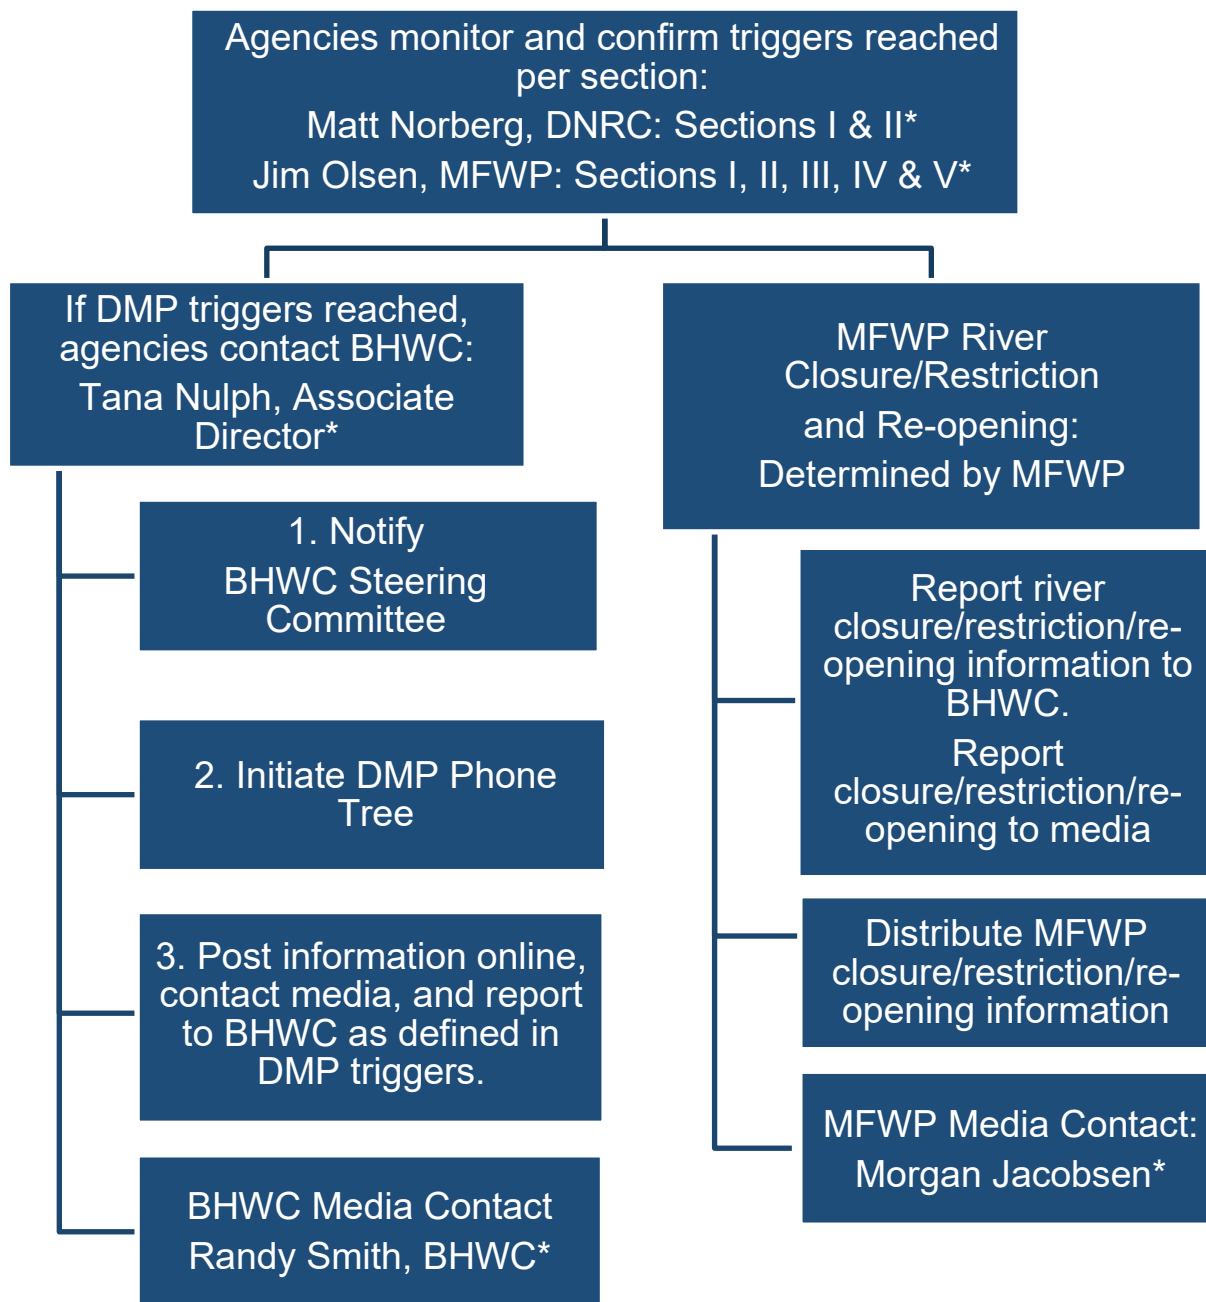 Agencies monitor and confirm triggers reached
per section:
Matt Norberg, DNRC: Sections I & II*
Jim Olsen, MFWP: Sections I, II, III, IV & V*
If DMP triggers reached,
agencies contact BHWC:
Tana Nulph, Associate
Director*
1. Notify
BHWC Steering
Committee
2. Initiate DMP Phone
Tree
3. Post information online,
contact media, and report
to BHWC as defined in
DMP triggers.
BHWC Media Contact
Randy Smith, BHWC*
MFWP River
Closure/Restriction
and Re-opening:
Determined by MFWP
Report river
closure/restriction/re-
opening information to
BHWC.
Report
closure/restriction/re-
opening to media
Distribute MFWP
closure/restriction/re-
opening information
MFWP Media Contact:
Morgan Jacobsen*